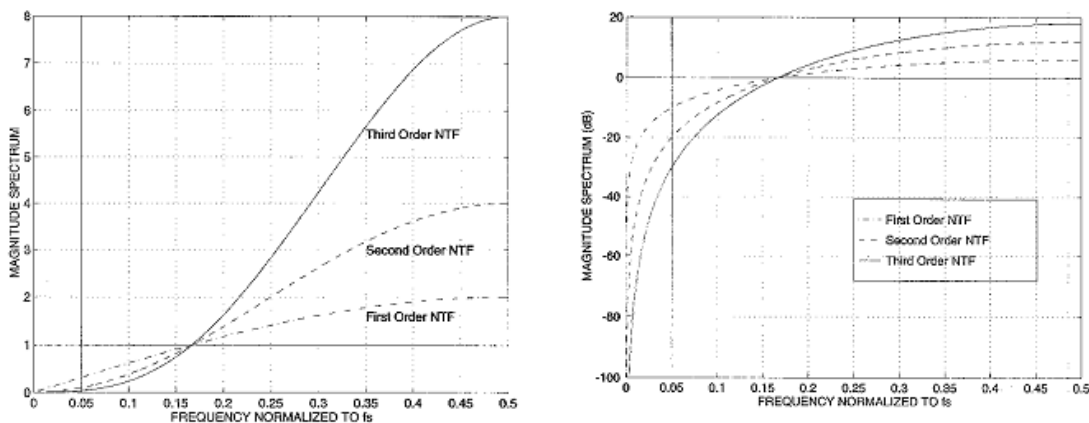 8
7
6
5
4
3
2
1
0
MAGNITUDE SPECTRUM
Third Order NTF
Second Order NTF
First Order NTF
0 0.05 0.1 0.15 0.2 0.25 0.3 0.35 0.4 0.45 0.5
FREQUENCY NORMALIZED TO fs
20
0
-20
-40
-60
-80
-100
MAGNITUDE SPECTRUM (dB)
First Order NTF
Second Order NTF
Third Order NTF
0 0.05 0.1 0.15 0.2 0.25 0.3 0.35 0.4 0.45 0.5
FREQUENCY NORMALIZED TO fs